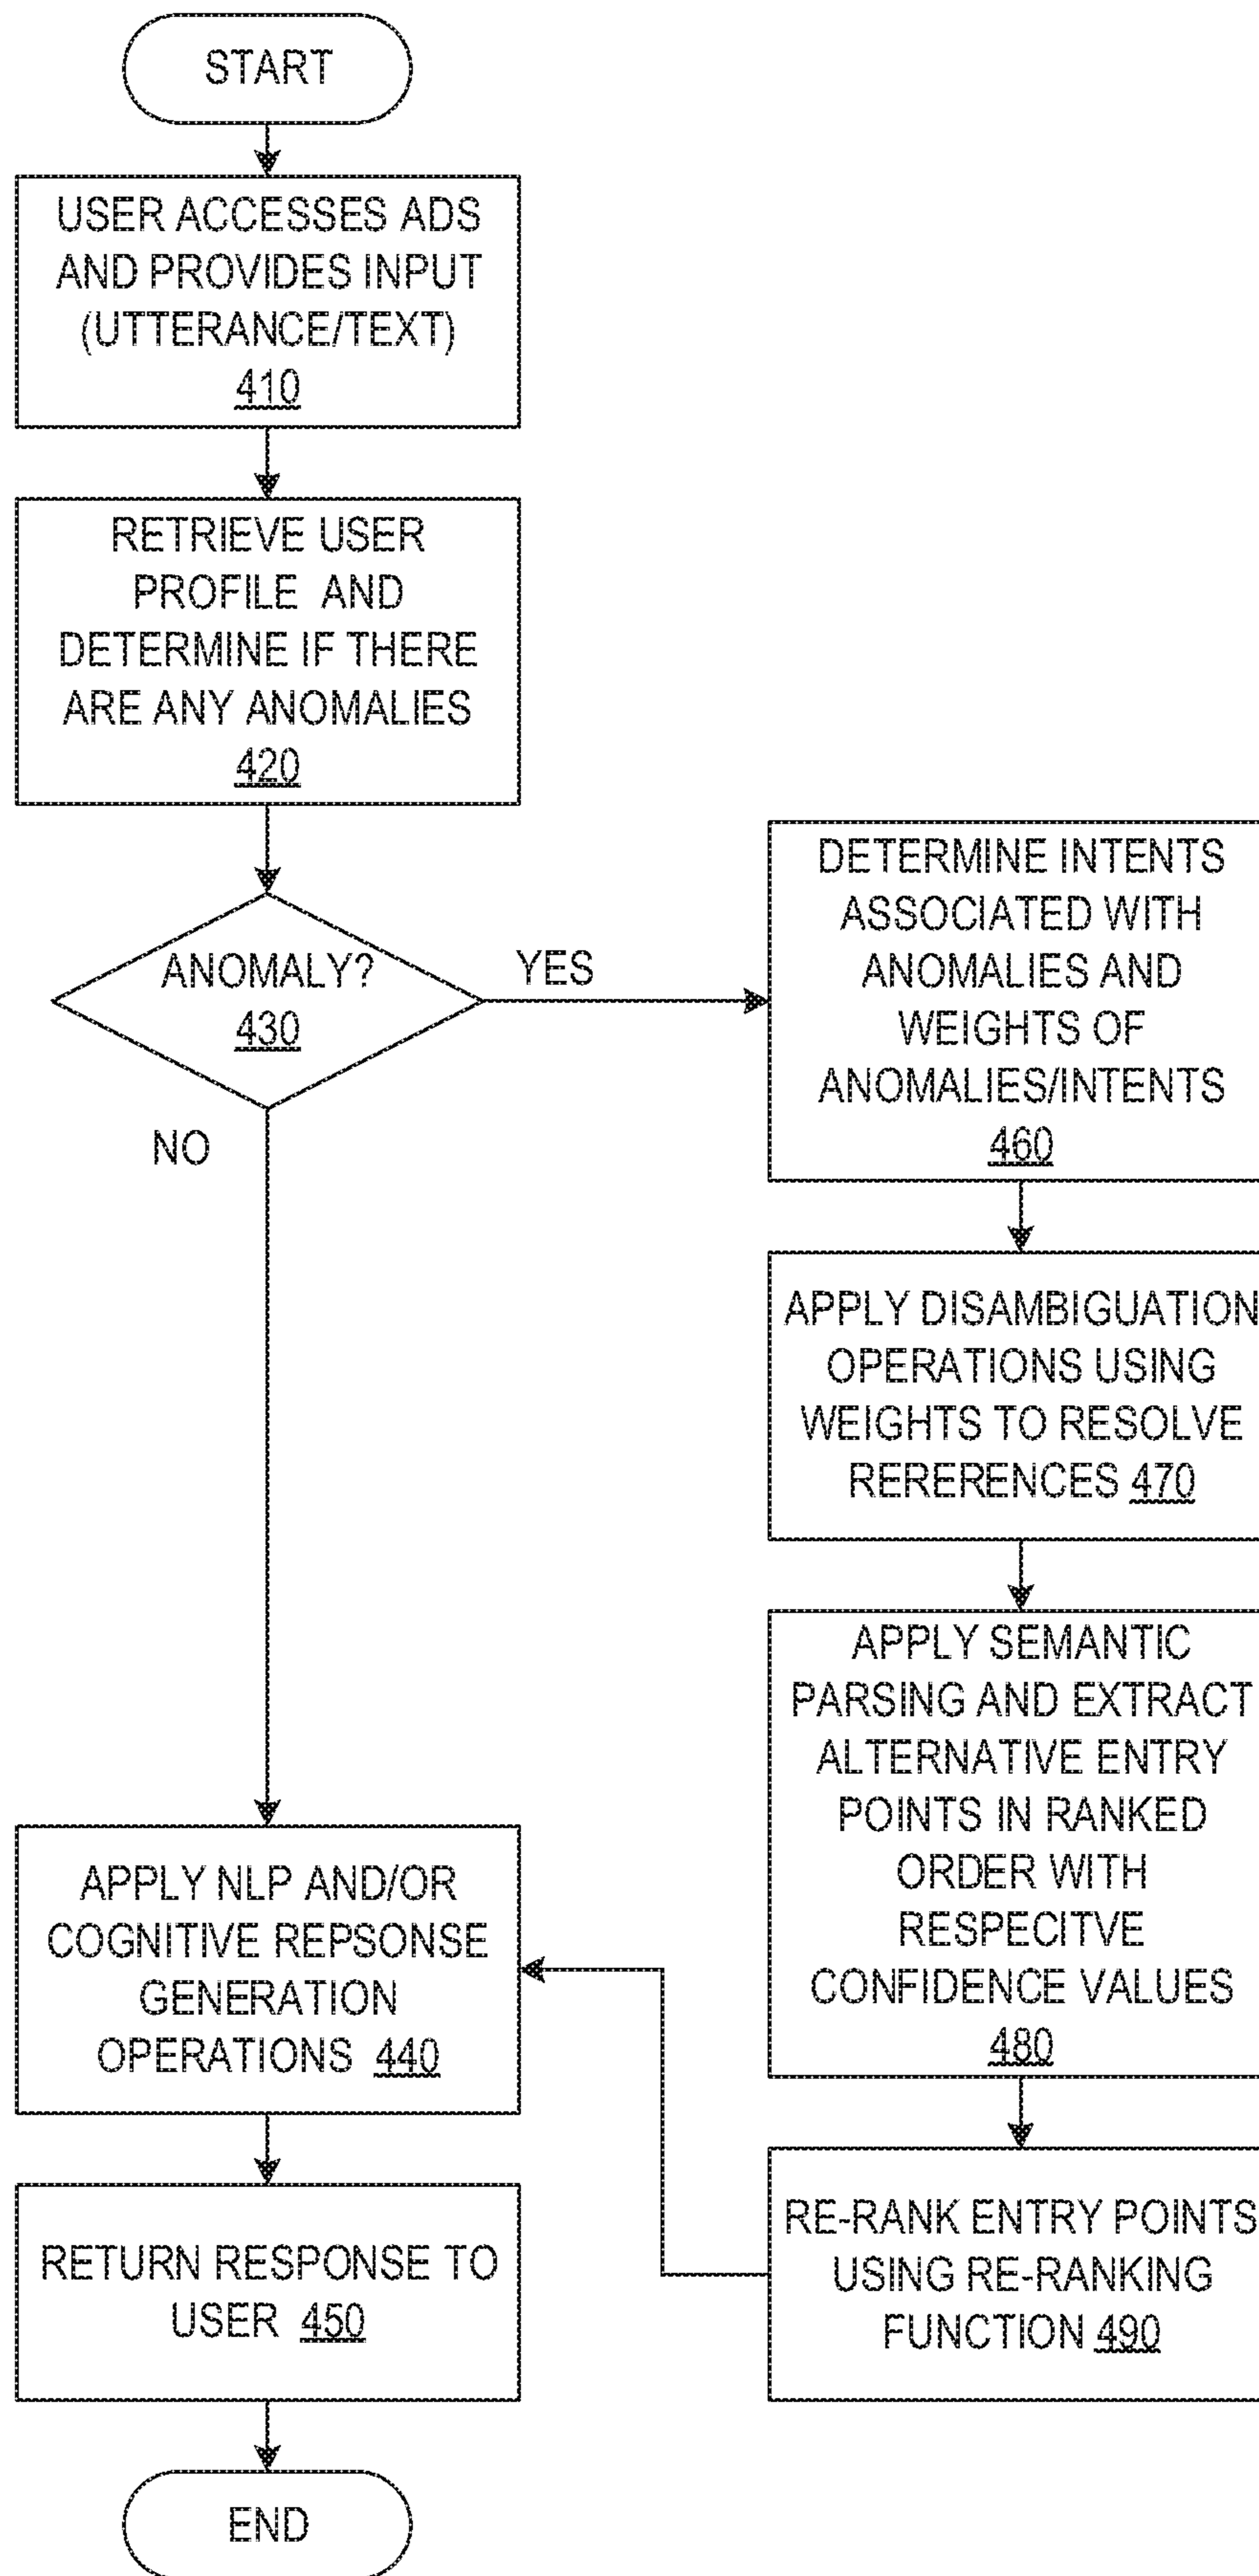 START
USER ACCESSES ADS
AND PROVIDES INPUT
(UTTERANCE/TEXT)
410
RETRIEVE USER
PROFILE AND
DETERMINE IF THERE
ARE ANY ANOMALIES
420
ANOMALY?
430
YES
NO
DETERMINE INTENTS
ASSOCIATED WITH
ANOMALIES AND
WEIGHTS OF
ANOMALIES/INTENTS
460
APPLY DISAMBIGUATION
OPERATIONS USING
WEIGHTS TO RESOLVE
RERERENCES 470
APPLY SEMANTIC
PARSING AND EXTRACT
ALTERNATIVE ENTRY
POINTS IN RANKED
ORDER WITH
RESPECITVE
CONFIDENCE VALUES
480
RE-RANK ENTRY POINTS
USING RE-RANKING
FUNCTION 490
APPLY NLP AND/OR
COGNITIVE REPSONSE
GENERATION
OPERATIONS 440
RETURN RESPONSE TO
USER 450
END